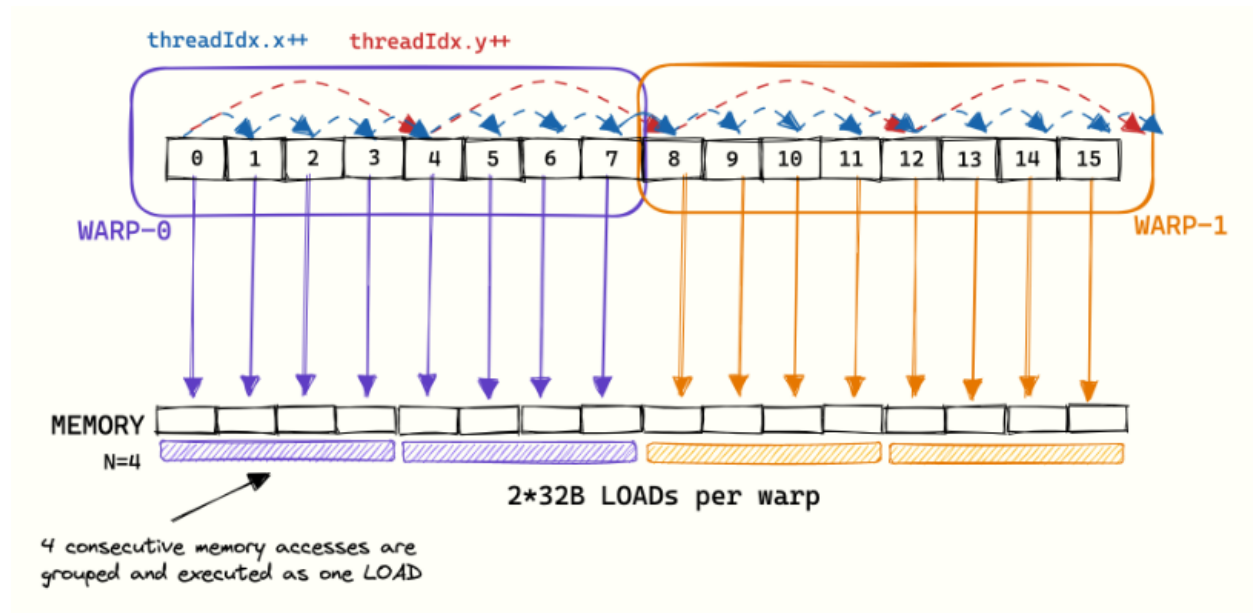 threadIdx.x++ threadIdx.y++
0 1 2 3 4 5 6 7 8 9 10 11 12 13 14 15
WARP-0
WARP-1
MEMORY
N=4
2*32B LOADs per warp
4 consecutive memory accesses are
grouped and executed as one LOAD